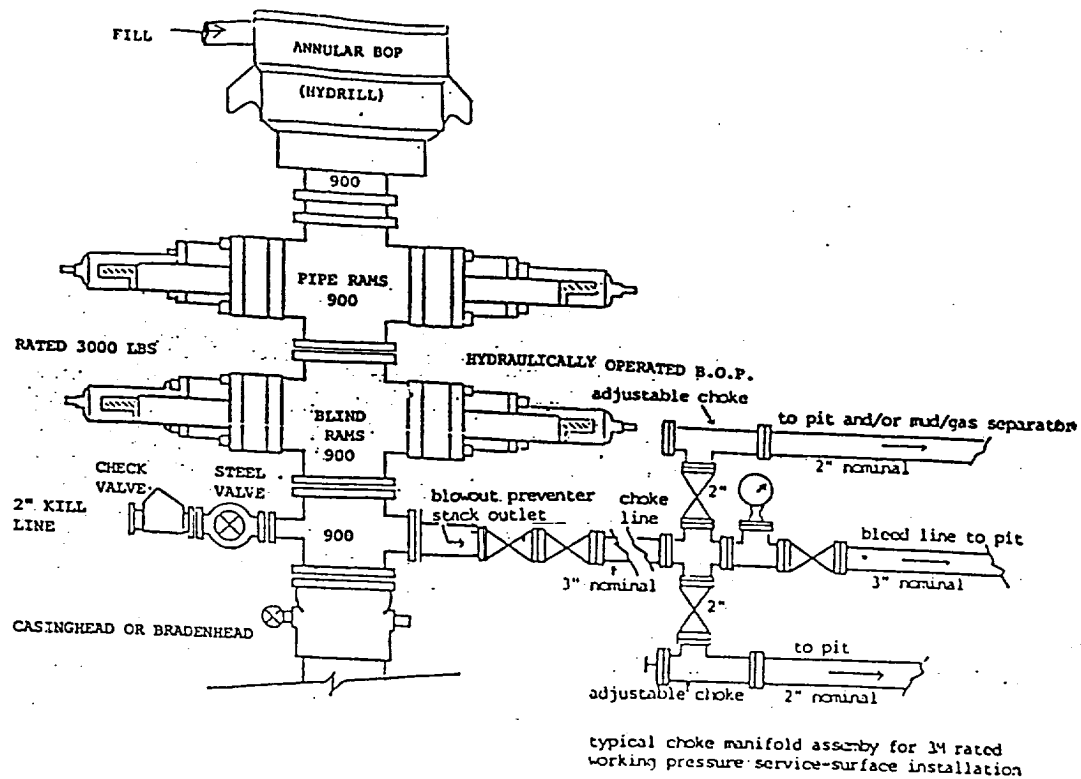 FILL
ANNULAR BOP
(HYDRILL)
900
PIPE RAMS
900
RATED 3000 LBS
HYDRAULICALLY OPERATED B.O.P.
adjustable choke
to pit and/or mud/gas separator
2" nominal
BLIND
RAMS
900
CHECK
VALVE
STEEL
VALVE
2" KILL
LINE
900
blowout preventer
stack outlet
choke
line
3" nominal
2"
bleed line to pit
3" nominal
2"
CASINGHEAD OR BRADENHEAD
to pit
adjustable choke
2" nominal
typical choke manifold assemby for 3M rated
working pressure service-surface installation